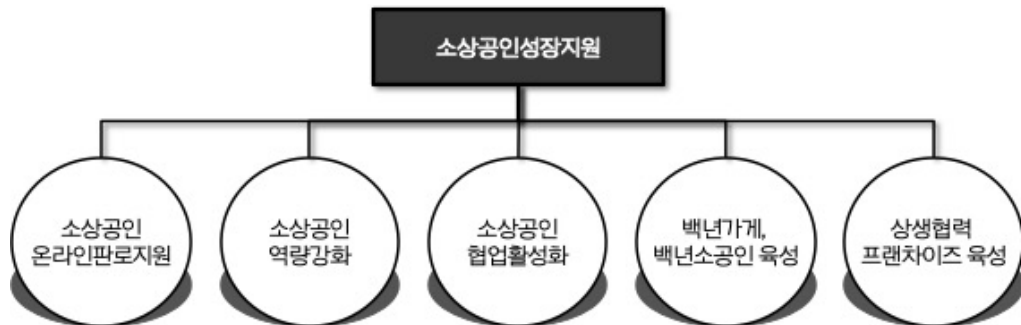 소상공인성장지원
소상공인
온라인판로지원
소상공인
역량강화
소상공인
협업활성화
백년가게,
백년소공인 육성
상생협력
프랜차이즈 육성